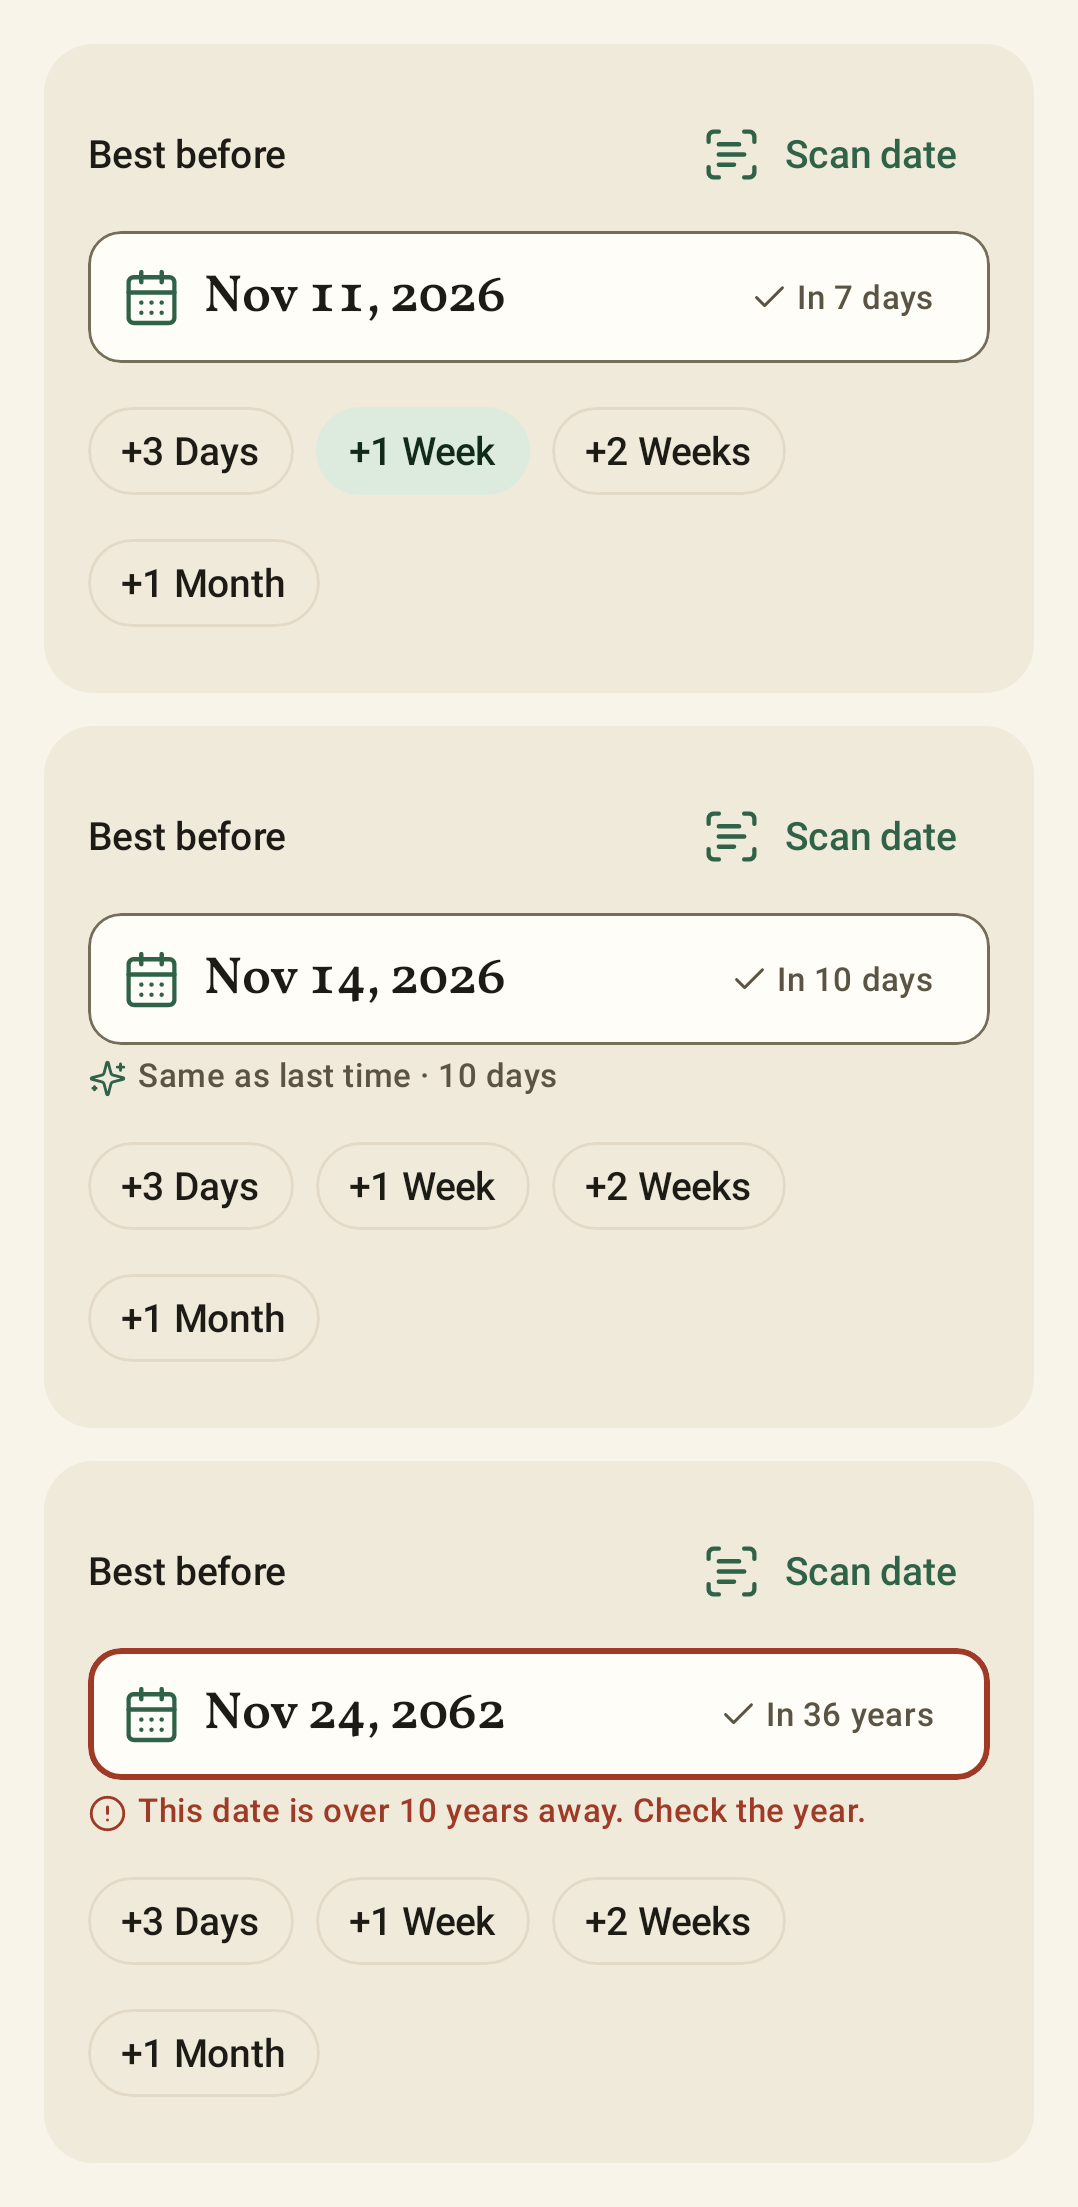 Best before Scan date
Nov 11, 2026 In 7 days
+3 Days +1 Week +2 Weeks
+1 Month
Best before Scan date
Nov 14, 2026 In 10 days
Same as last time · 10 days
+3 Days +1 Week +2 Weeks
+1 Month
Best before Scan date
Nov 24, 2062 In 36 years
This date is over 10 years away. Check the year.
+3 Days +1 Week +2 Weeks
+1 Month